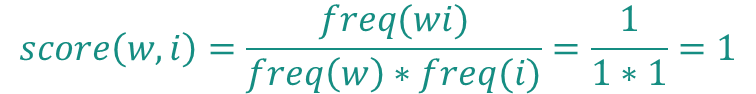 score(w, i) = freq(wi) / freq(w) * freq(i) = 1 / 1 * 1 = 1